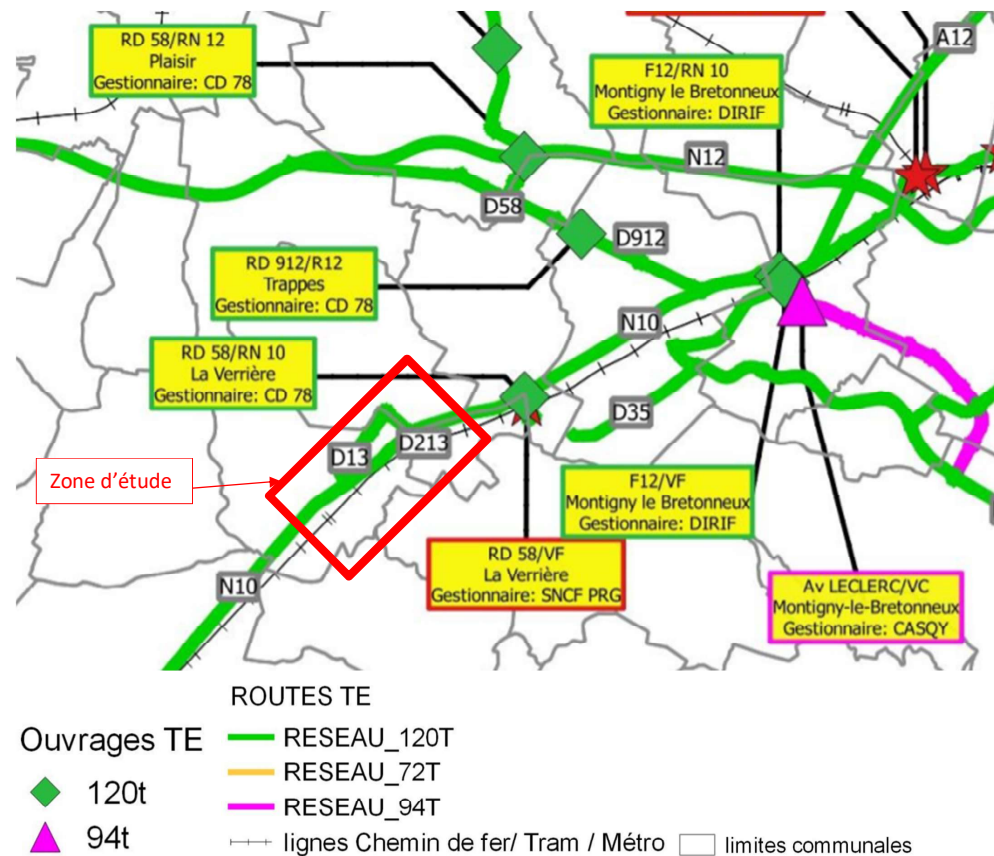 A12
RD 58/RN 12
Plaisir
Gestionnaire: CD 78
F12/RN 10
Montigny le Bretonneux
Gestionnaire: DIRIF
N12
D58
D912
RD 912/R12
Trappes
Gestionnaire: CD 78
N10
RD 58/RN 10
La Verrière
Gestionnaire: CD 78
D35
D213
D13
Zone d'étude
F12/VF
Montigny le Bretonneux
Gestionnaire: DIRIF
RD 58/VF
La Verrière
Gestionnaire: SNCF PRG
N10
Av LECLERC/VC
Montigny-le-Bretonneux
Gestionnaire: CASQY
ROUTES TE
Ouvrages TE
RESEAU_120T
RESEAU_72T
120t
RESEAU_94T
94t
lignes Chemin de fer/ Tram / Métro
limites communales